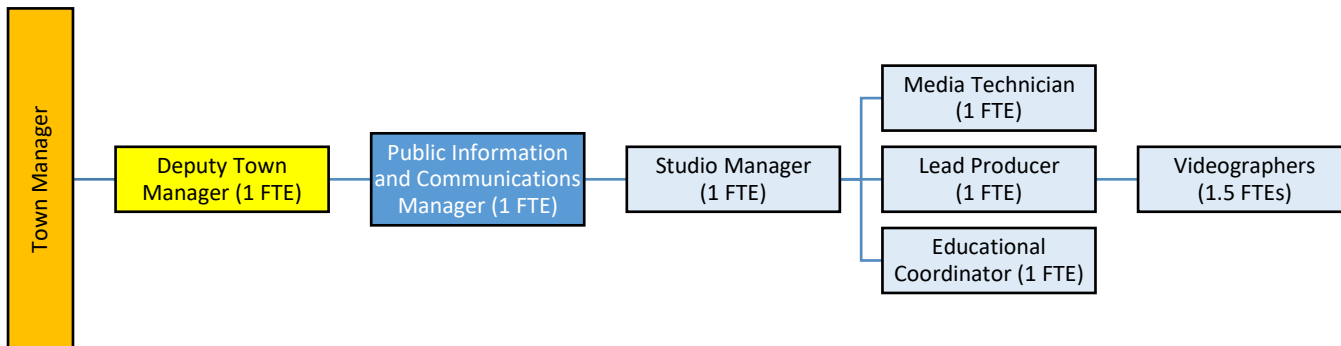 Town Manager
Deputy Town
Manager (1 FTE)
Public Information
and Communications
Manager (1 FTE)
Studio Manager
(1 FTE)
Media Technician
(1 FTE)
Lead Producer
(1 FTE)
Educational
Coordinator (1 FTE)
Videographers
(1.5 FTEs)